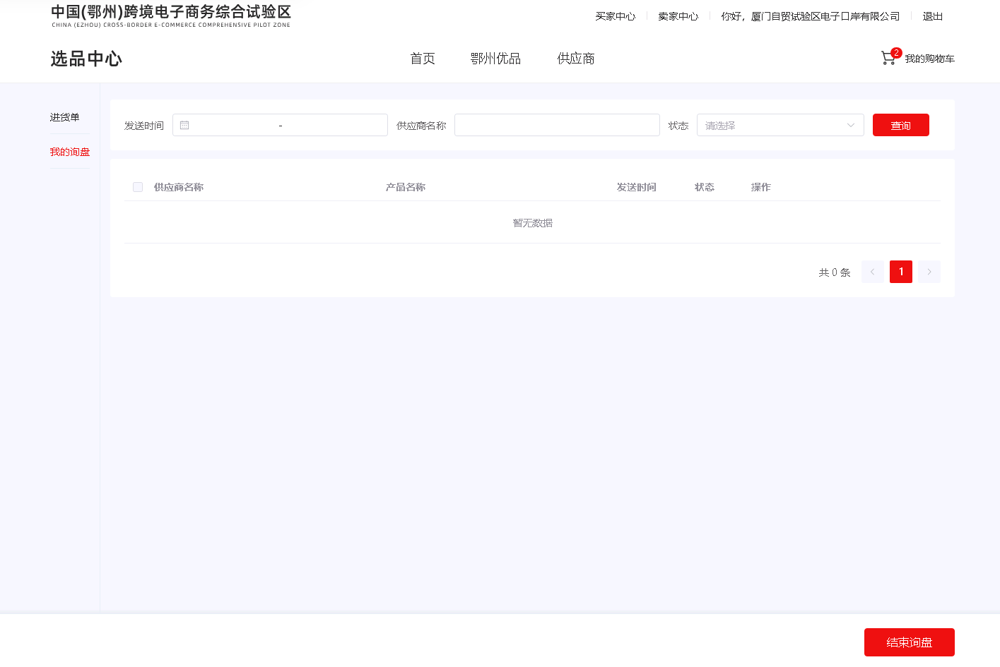 中国(鄂州)跨境电子商务综合试验区
CHINA (EZHOU) CROSS-BORDER E-COMMERCE COMPREHENSIVE PILOT ZONE
买家中心 卖家中心 你好，厦门自贸试验区电子口岸有限公司 退出
选品中心 首页 鄂州优品 供应商 2 我的购物车
进货单
我的询盘
发送时间 - 供应商名称 状态 请选择 查询
供应商名称 产品名称 发送时间 状态 操作
暂无数据
共 0 条 1
结束询盘